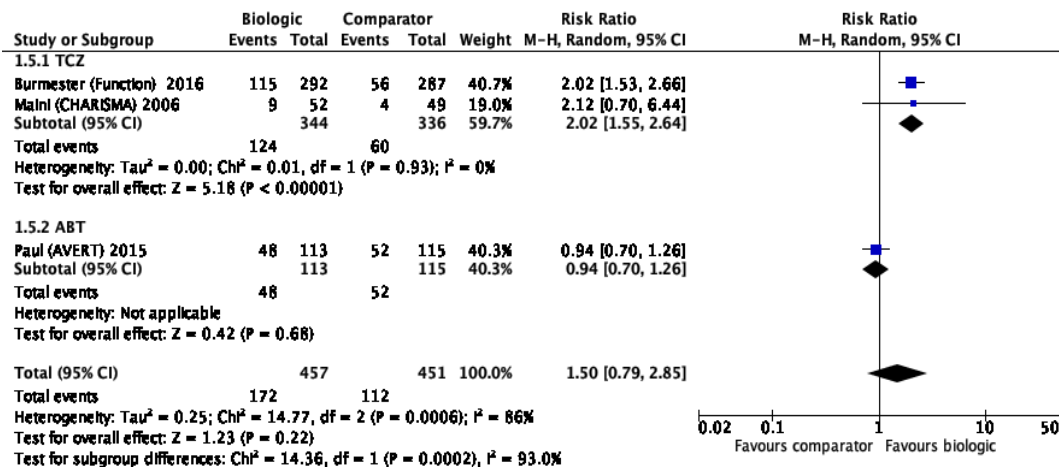 Biologic Comparator Risk Ratio Risk Ratio
Study or Subgroup Events Total Events Total Weight M-H, Random, 95% CI M-H, Random, 95% CI
1.5.1 TCZ
Burmester (Function) 2016 115 292 56 287 40.7% 2.02 [1.53, 2.66]
Maini (CHARISMA) 2006 9 52 4 49 19.0% 2.12 [0.70, 6.44]
Subtotal (95% CI) 344 336 59.7% 2.02 [1.55, 2.64]
Total events 124 60
Heterogeneity: Tau² = 0.00; Chi² = 0.01, df = 1 (P = 0.93); I² = 0%
Test for overall effect: Z = 5.18 (P < 0.00001)
1.5.2 ABT
Paul (AVERT) 2015 48 113 52 115 40.3% 0.94 [0.70, 1.26]
Subtotal (95% CI) 113 115 40.3% 0.94 [0.70, 1.26]
Total events 48 52
Heterogeneity: Not applicable
Test for overall effect: Z = 0.42 (P = 0.68)
Total (95% CI) 457 451 100.0% 1.50 [0.79, 2.85]
Total events 172 112
Heterogeneity: Tau² = 0.25; Chi² = 14.77, df = 2 (P = 0.0006); I² = 86%
Test for overall effect: Z = 1.23 (P = 0.22)
Test for subgroup differences: Chi² = 14.36, df = 1 (P = 0.0002), I² = 93.0%
0.02 0.1 1 10 50
Favours comparator Favours biologic